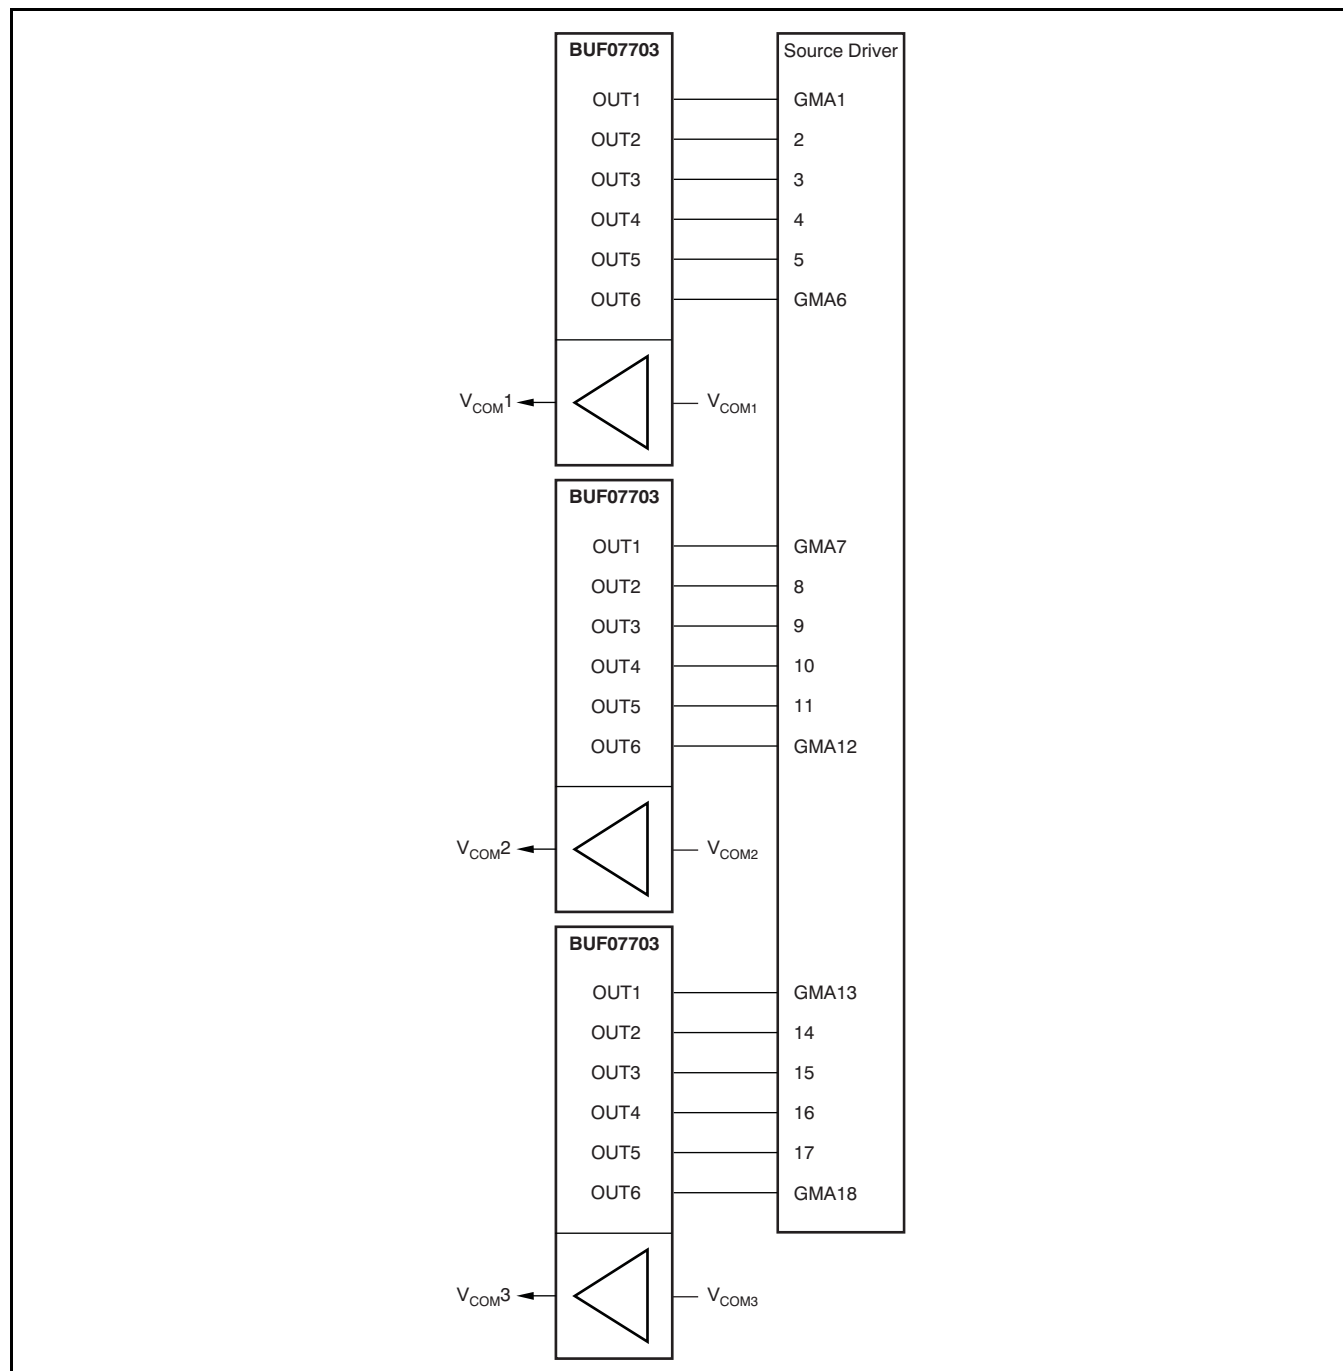 BUF07703 Source Driver
OUT1 GMA1
OUT2 2
OUT3 3
OUT4 4
OUT5 5
OUT6 GMA6
VCOM1 VCOM1
BUF07703
OUT1 GMA7
OUT2 8
OUT3 9
OUT4 10
OUT5 11
OUT6 GMA12
VCOM2 VCOM2
BUF07703
OUT1 GMA13
OUT2 14
OUT3 15
OUT4 16
OUT5 17
OUT6 GMA18
VCOM3 VCOM3